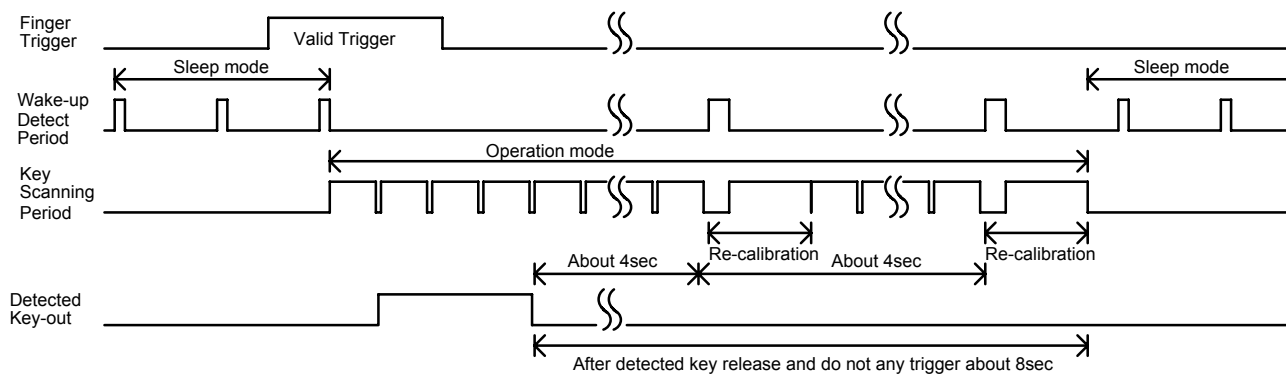 Finger
Trigger
Valid Trigger
Sleep mode
Sleep mode
Wake-up
Detect
Period
Operation mode
Key
Scanning
Period
Re-calibration
Re-calibration
About 4sec
About 4sec
Detected
Key-out
After detected key release and do not any trigger about 8sec